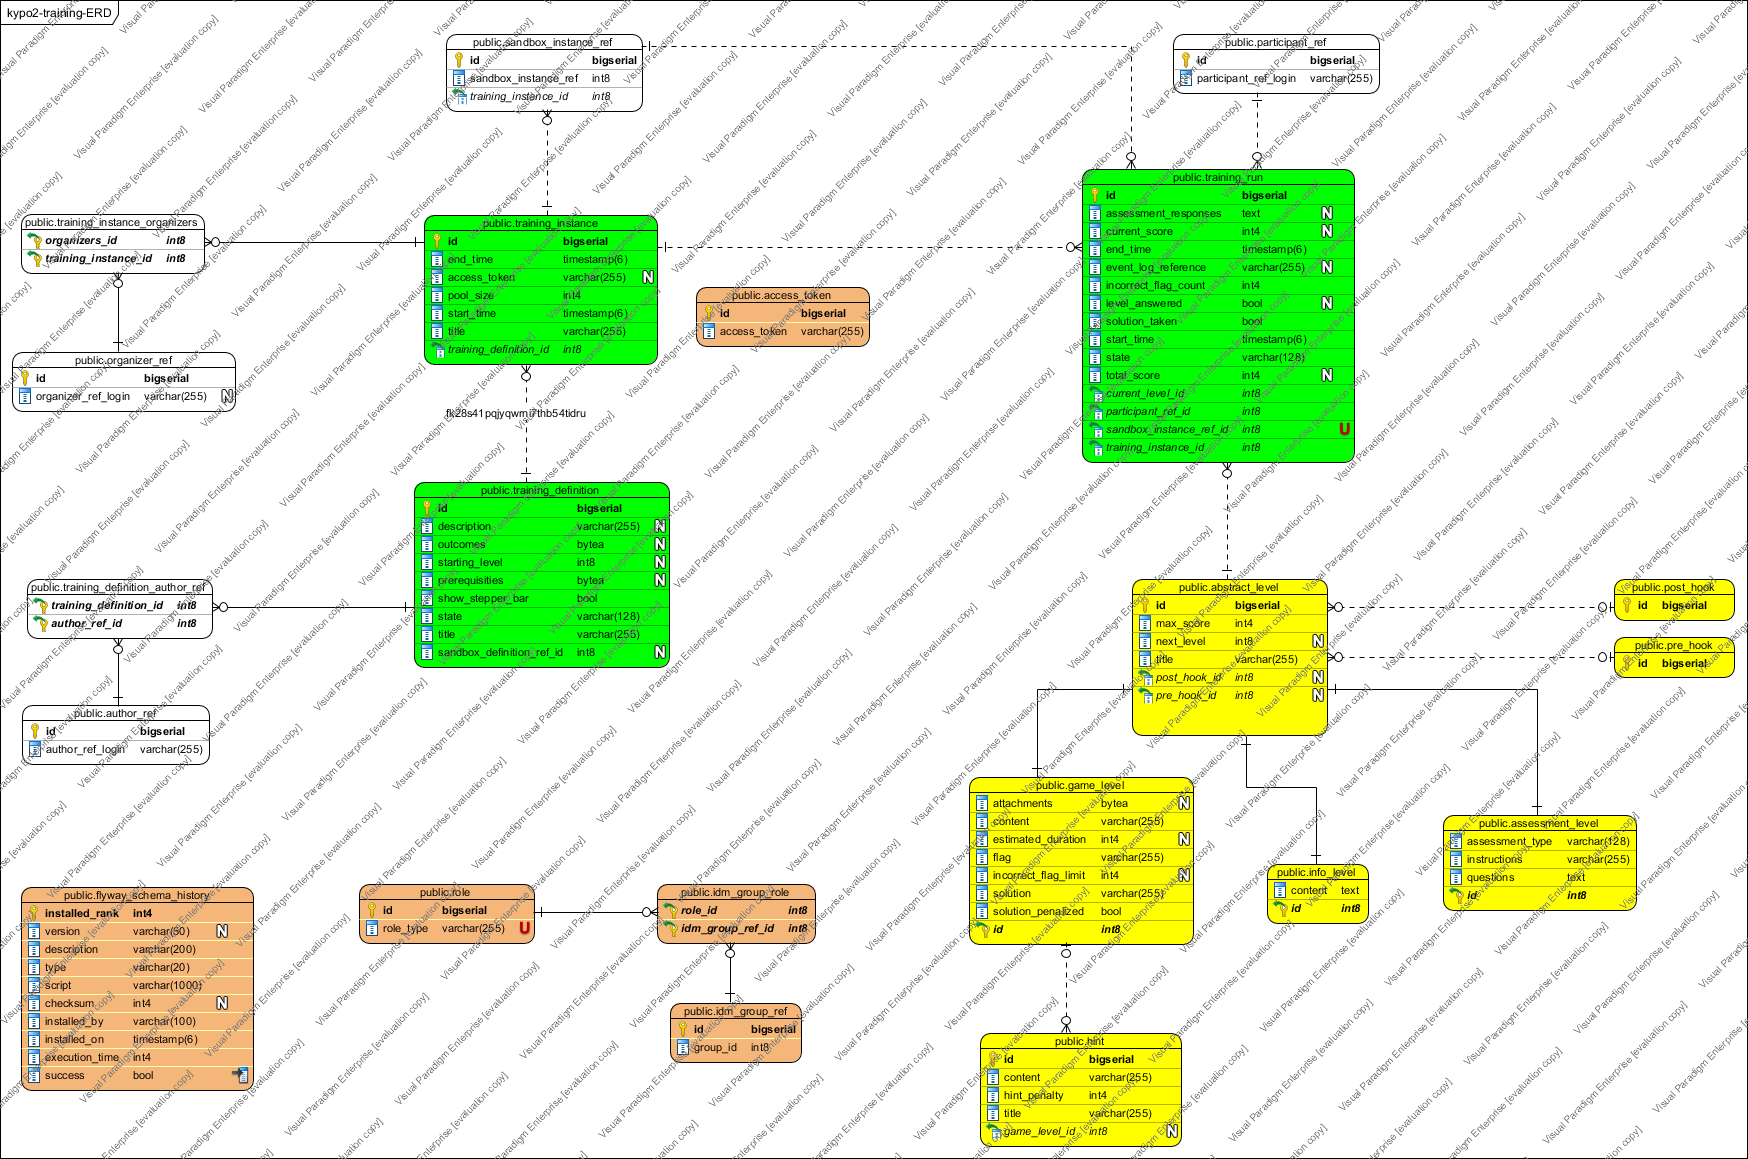 kypo2-training-ERD
public.sandbox_instance_ref
id bigserial
sandbox_instance_ref int8
training_instance_id int8
public.participant_ref
id bigserial
participant_ref_login varchar(255)
public.training_run
id bigserial
assessment_responses text N
current_score int4 N
end_time timestamp(6)
event_log_reference varchar(255) N
incorrect_flag_count int4
level_answered bool N
solution_taken bool
start_time timestamp(6)
state varchar(128)
total_score int4 N
current_level_id int8
participant_ref_id int8
sandbox_instance_ref_id int8 U
training_instance_id int8
public.training_instance_organizers
organizers_id int8
training_instance_id int8
public.training_instance
id bigserial
end_time timestamp(6)
access_token varchar(255) N
pool_size int4
start_time timestamp(6)
title varchar(255)
training_definition_id int8
public.access_token
id bigserial
access_token varchar(255)
public.organizer_ref
id bigserial
organizer_ref_login varchar(255) N
fk28s41pqjyqwmi7thb54tidru
public.training_definition
id bigserial
description varchar(255) N
outcomes bytea N
starting_level int8 N
prerequisities bytea N
show_stepper_bar bool
state varchar(128)
title varchar(255)
sandbox_definition_ref_id int8 N
public.training_definition_author_ref
training_definition_id int8
author_ref_id int8
public.author_ref
id bigserial
author_ref_login varchar(255)
public.abstract_level
id bigserial
max_score int4
next_level int8 N
title varchar(255)
post_hook_id int8 N
pre_hook_id int8 N
public.post_hook
id bigserial
public.pre_hook
id bigserial
public.game_level
attachments bytea N
content varchar(255)
estimated_duration int4 N
flag varchar(255)
incorrect_flag_limit int4 N
solution varchar(255)
solution_penalized bool
id int8
public.info_level
content text
id int8
public.assessment_level
assessment_type varchar(128)
instructions varchar(255)
questions text
id int8
public.flyway_schema_history
installed_rank int4
version varchar(50) N
description varchar(200)
type varchar(20)
script varchar(1000)
checksum int4 N
installed_by varchar(100)
installed_on timestamp(6)
execution_time int4
success bool
public.role
id bigserial
role_type varchar(255) U
public.idm_group_role
role_id int8
idm_group_ref_id int8
public.idm_group_ref
id bigserial
group_id int8
public.hint
id bigserial
content varchar(255)
hint_penalty int4
title varchar(255)
game_level_id int8 N
Visual Paradigm Enterprise [evaluation copy]